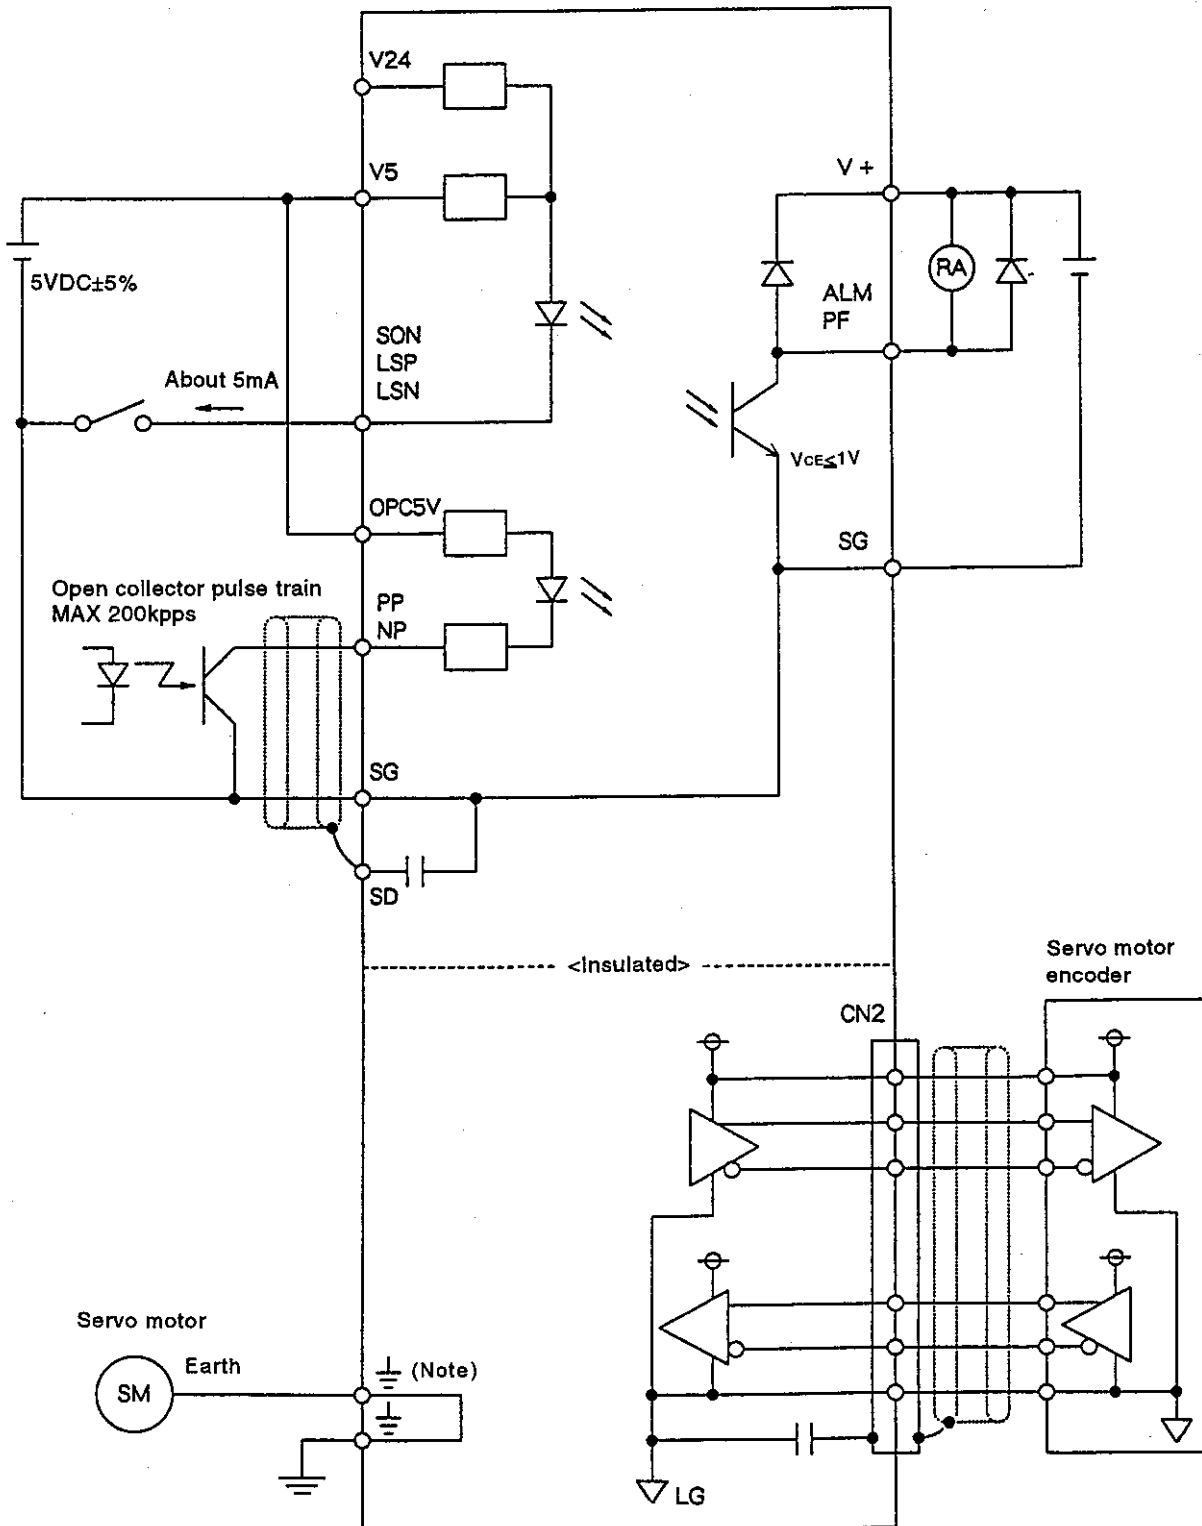 V24
V5
V +
5VDC±5%
RA
ALM
PF
SON
LSP
LSN
About 5mA
VCE≤1V
OPC5V
SG
Open collector pulse train
MAX 200kpps
PP
NP
SG
SD
<Insulated>
Servo motor
encoder
CN2
Servo motor
Earth
(Note)
SM
LG